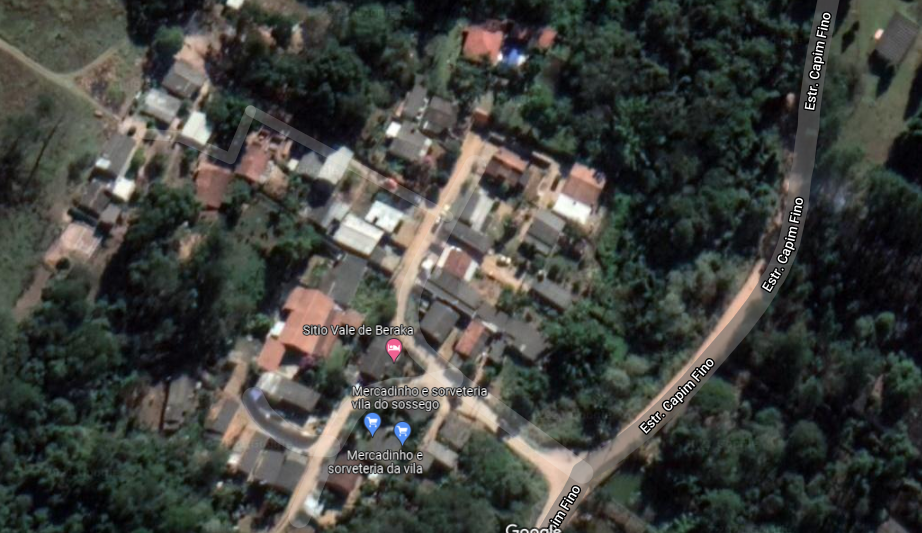 Estr. Capim Fino
Estr. Capim Fino
Sitio Vale de Beraka.
Estr. Capim Fino
Mercadinho e sorveteria
vila do sossego
Mercadinho e
sorveteria da vila
im Fino
Google